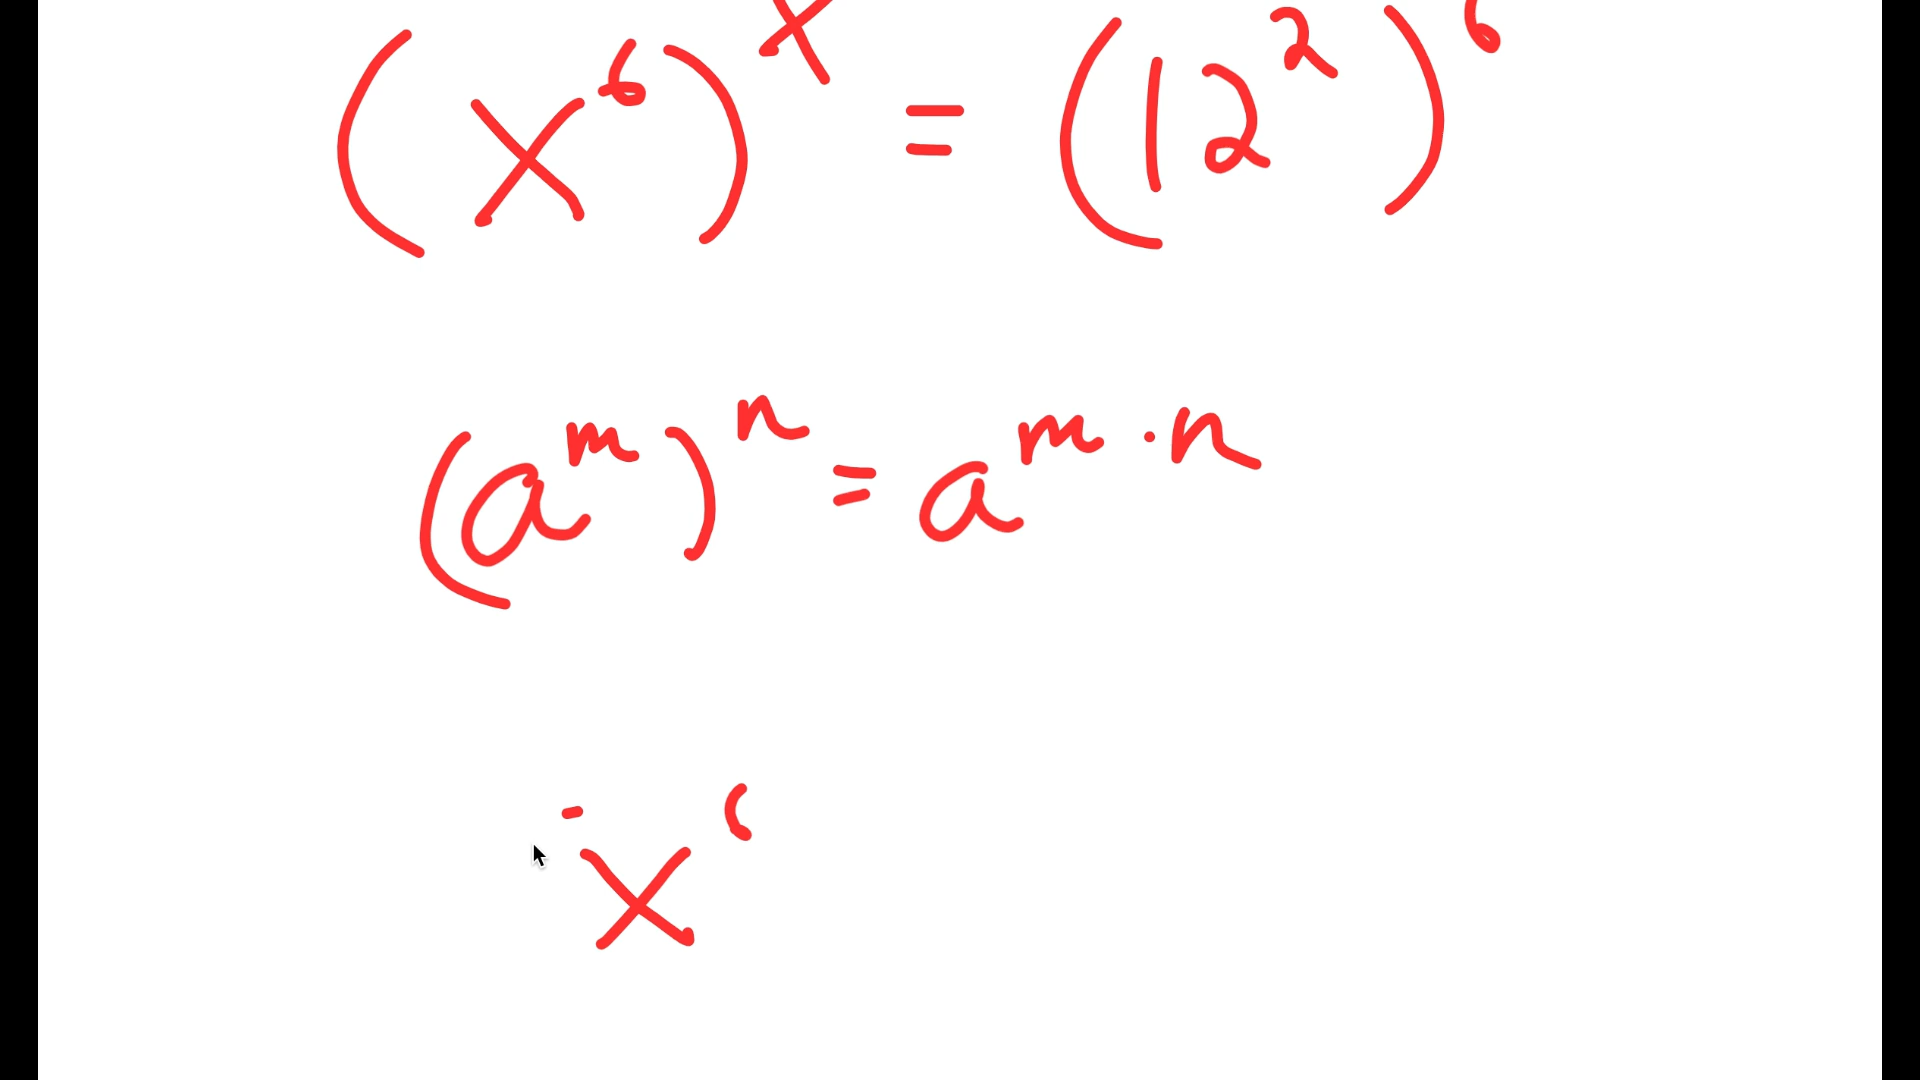 (x⁶)ˣ = (12²)⁶
(aᵐ)ⁿ = aᵐ·ⁿ
x